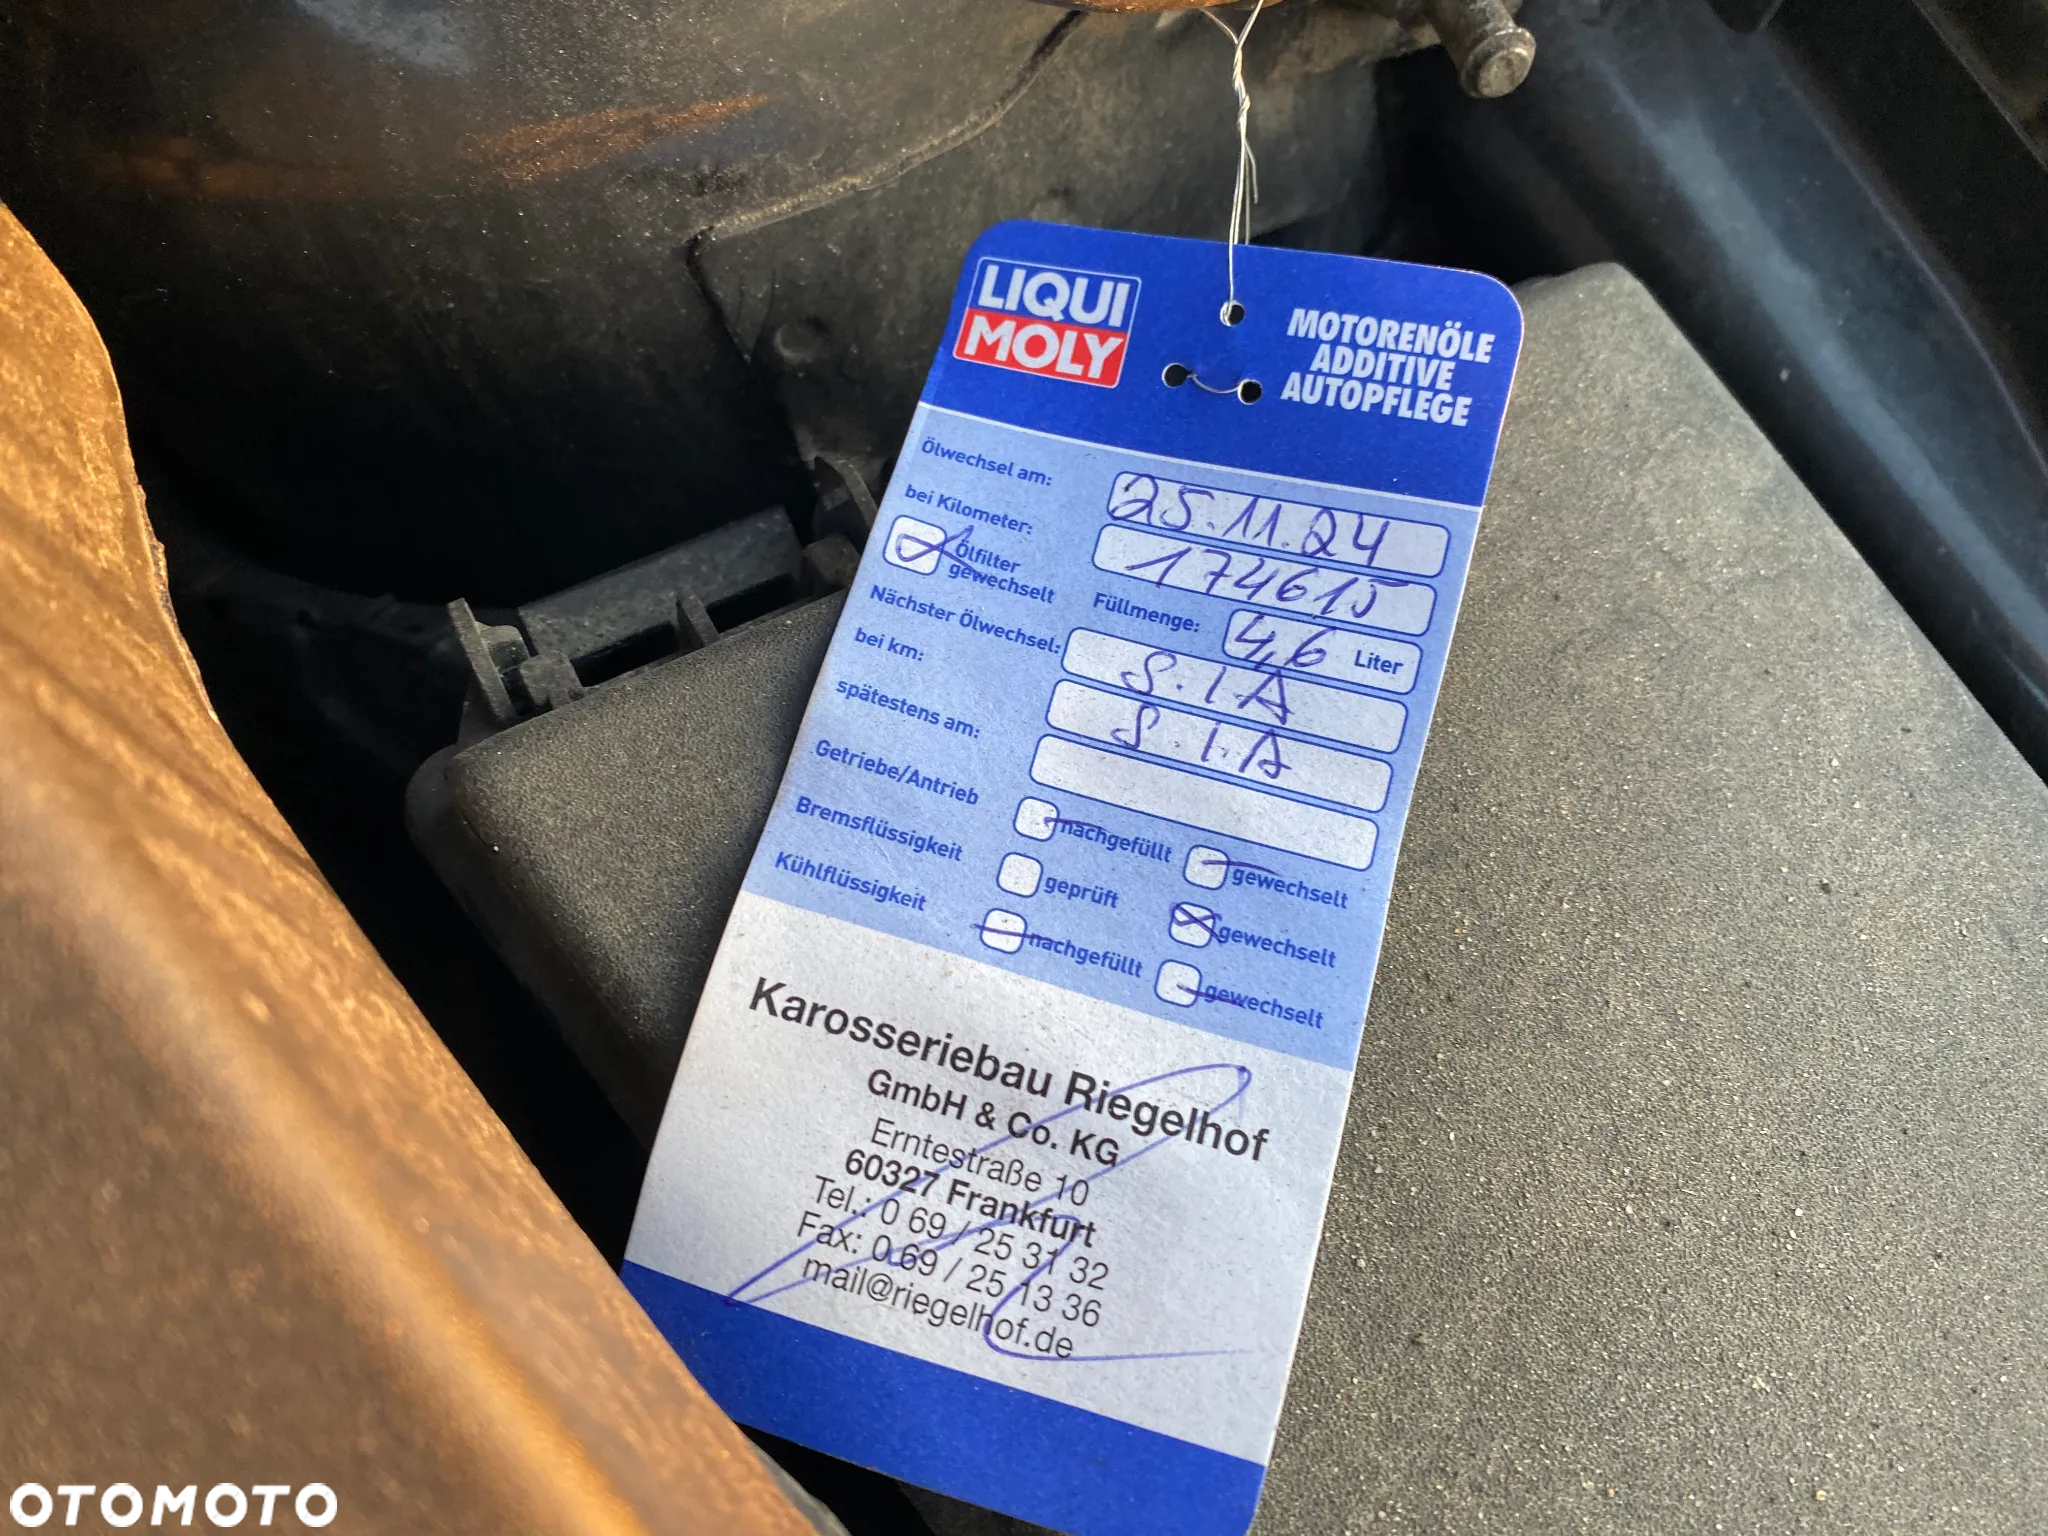 LIQUI
MOLY
MOTORENÖLE
ADDITIVE
AUTOPFLEGE
Ölwechsel am: 25.11.24
bei Kilometer: 174615
Ölfilter
gewechselt
Füllmenge: 4,6 Liter
Nächster Ölwechsel: S.I.A
bei km: S.I.A
spätestens am:
Getriebe/Antrieb nachgefüllt gewechselt
Bremsflüssigkeit geprüft gewechselt
Kühlflüssigkeit nachgefüllt gewechselt
Karosseriebau Riegelhof
GmbH & Co. KG
Erntestraße 10
60327 Frankfurt
Tel.: 0 69 / 25 31 32
Fax: 0 69 / 25 13 36
mail@riegelhof.de
OTOMOTO